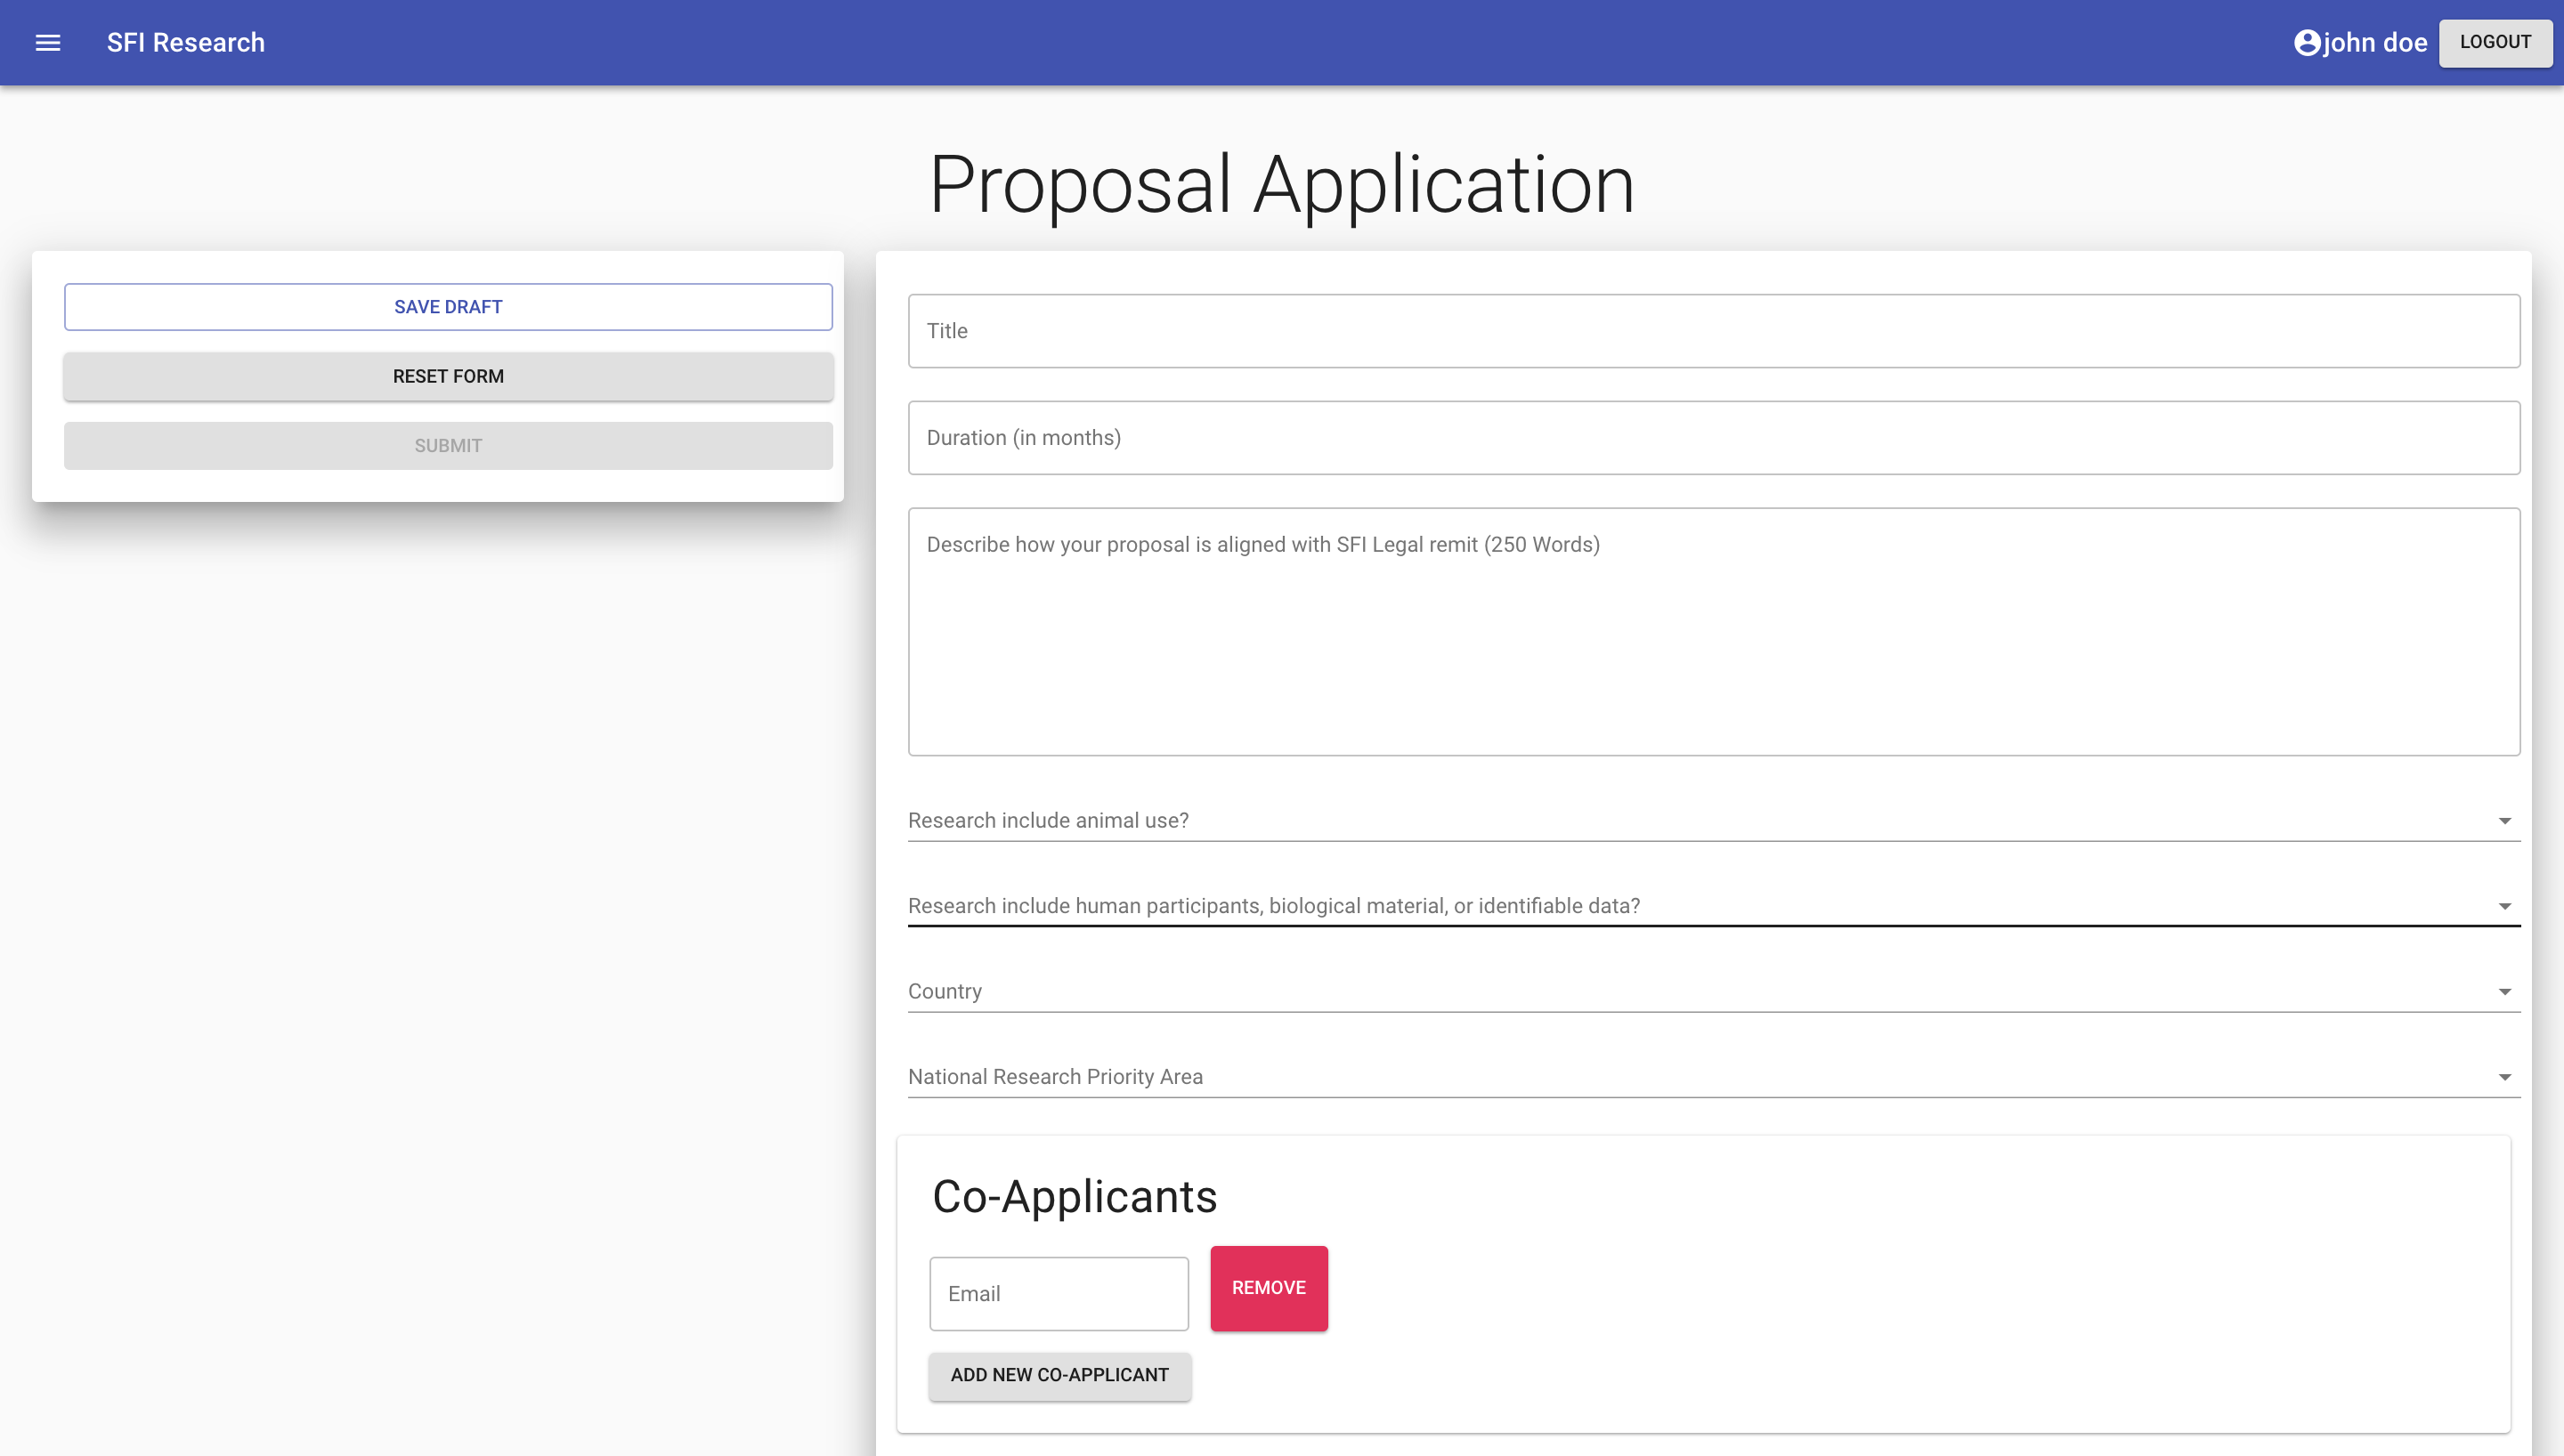 SFI Research
john doe
LOGOUT
Proposal Application
SAVE DRAFT
RESET FORM
SUBMIT
Title
Duration (in months)
Describe how your proposal is aligned with SFI Legal remit (250 Words)
Research include animal use?
Research include human participants, biological material, or identifiable data?
Country
National Research Priority Area
Co-Applicants
Email
REMOVE
ADD NEW CO-APPLICANT